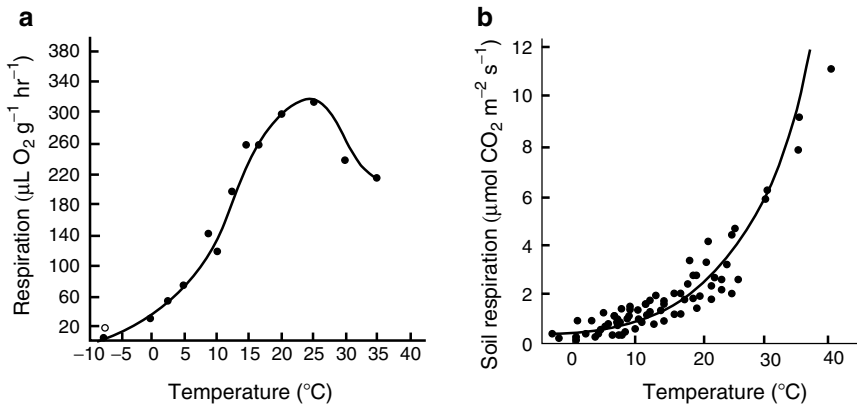 a
380
340
300
260
220
180
140
100
60
20
Respiration (μL O₂ g⁻¹ hr⁻¹)
−10 −5 0 5 10 15 20 25 30 35 40
Temperature (°C)
b
12
10
8
6
4
2
0
Soil respiration (μmol CO₂ m⁻² s⁻¹)
0 10 20 30 40
Temperature (°C)